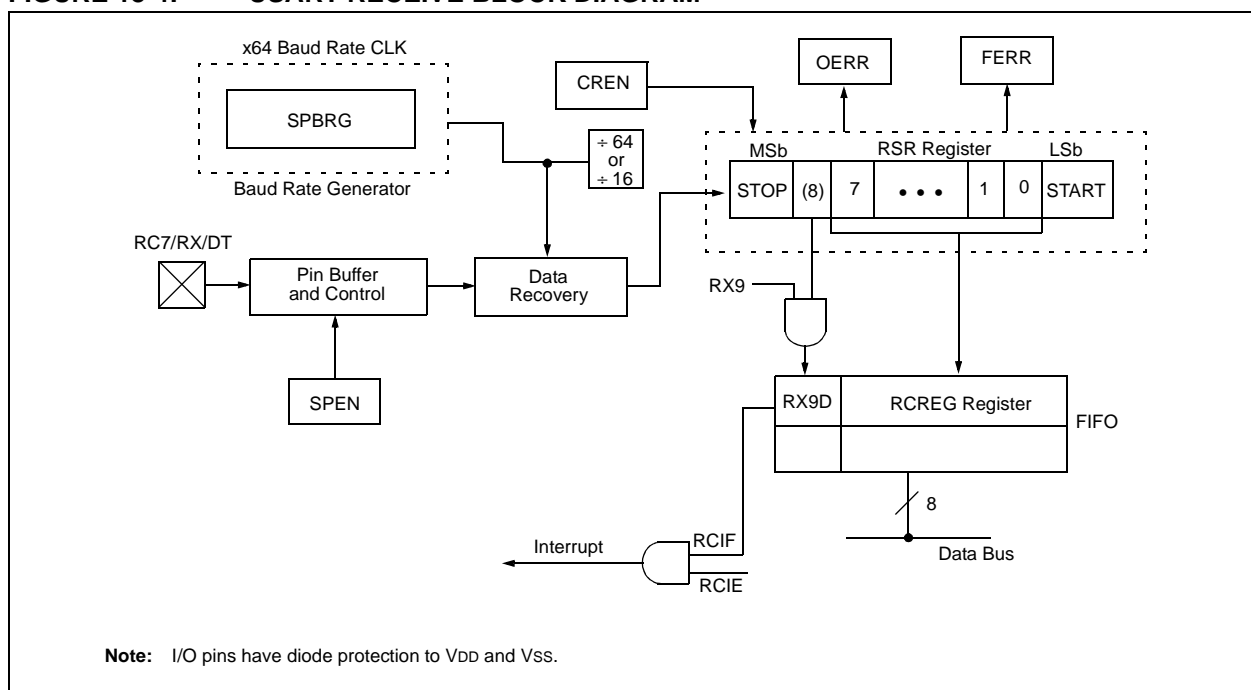 x64 Baud Rate CLK
SPBRG
Baud Rate Generator
CREN
OERR
FERR
÷ 64
or
÷ 16
MSb
RSR Register
LSb
STOP
(8)
7
• • •
1
0
START
RC7/RX/DT
Pin Buffer
and Control
Data
Recovery
SPEN
RX9
RX9D
RCREG Register
FIFO
8
Data Bus
Interrupt
RCIF
RCIE
Note: I/O pins have diode protection to VDD and VSS.